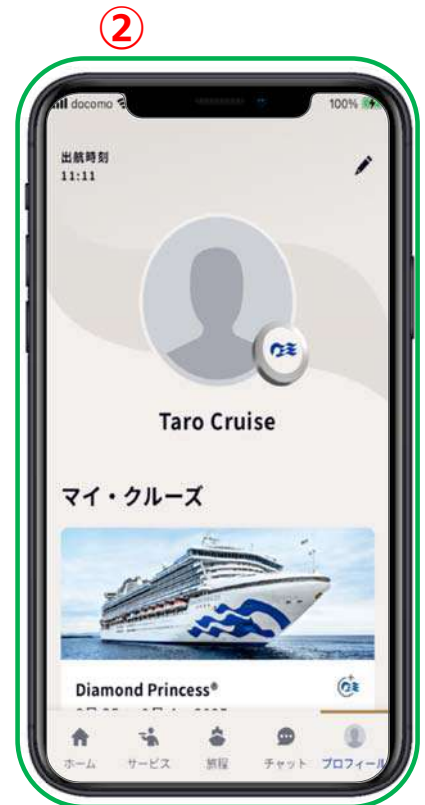 ②
docomo
100%
出航時刻
11:11
Taro Cruise
マイ・クルーズ
Diamond Princess®
ホーム
サービス
旅程
チャット
プロフィール